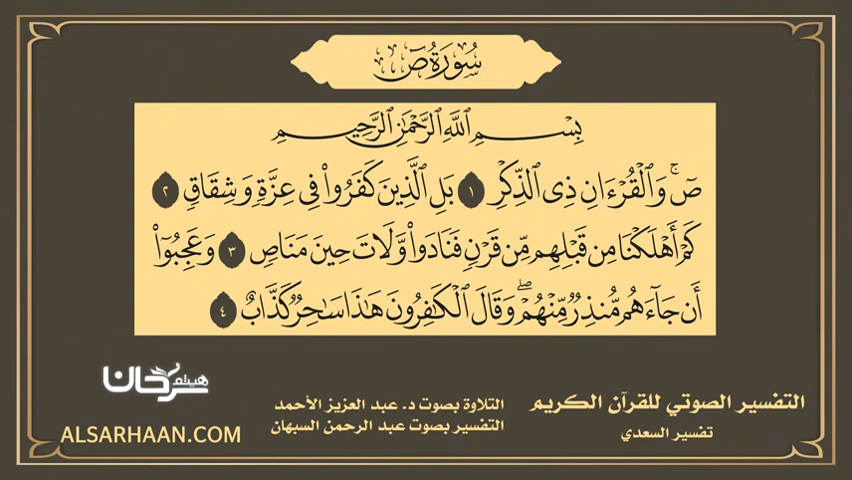 سُورَةُ صٓ
بِسْمِ ٱللَّهِ ٱلرَّحْمَٰنِ ٱلرَّحِيمِ
صٓۚ وَٱلْقُرْءَانِ ذِى ٱلذِّكْرِ ١ بَلِ ٱلَّذِينَ كَفَرُوا۟ فِى عِزَّةٍ وَشِقَاقٍ ٢
كَمْ أَهْلَكْنَا مِن قَبْلِهِم مِّن قَرْنٍ فَنَادَوا۟ وَّلَاتَ حِينَ مَنَاصٍ ٣ وَعَجِبُوٓا۟
أَن جَآءَهُم مُّنذِرٌ مِّنْهُمْۖ وَقَالَ ٱلْكَٰفِرُونَ هَٰذَا سَٰحِرٌ كَذَّابٌ ٤
هيثم سرحان
ALSARHAAN.COM
التلاوة بصوت د. عبد العزيز الأحمد
التفسير بصوت عبد الرحمن السبهان
التفسير الصوتي للقرآن الكريم
تفسير السعدي